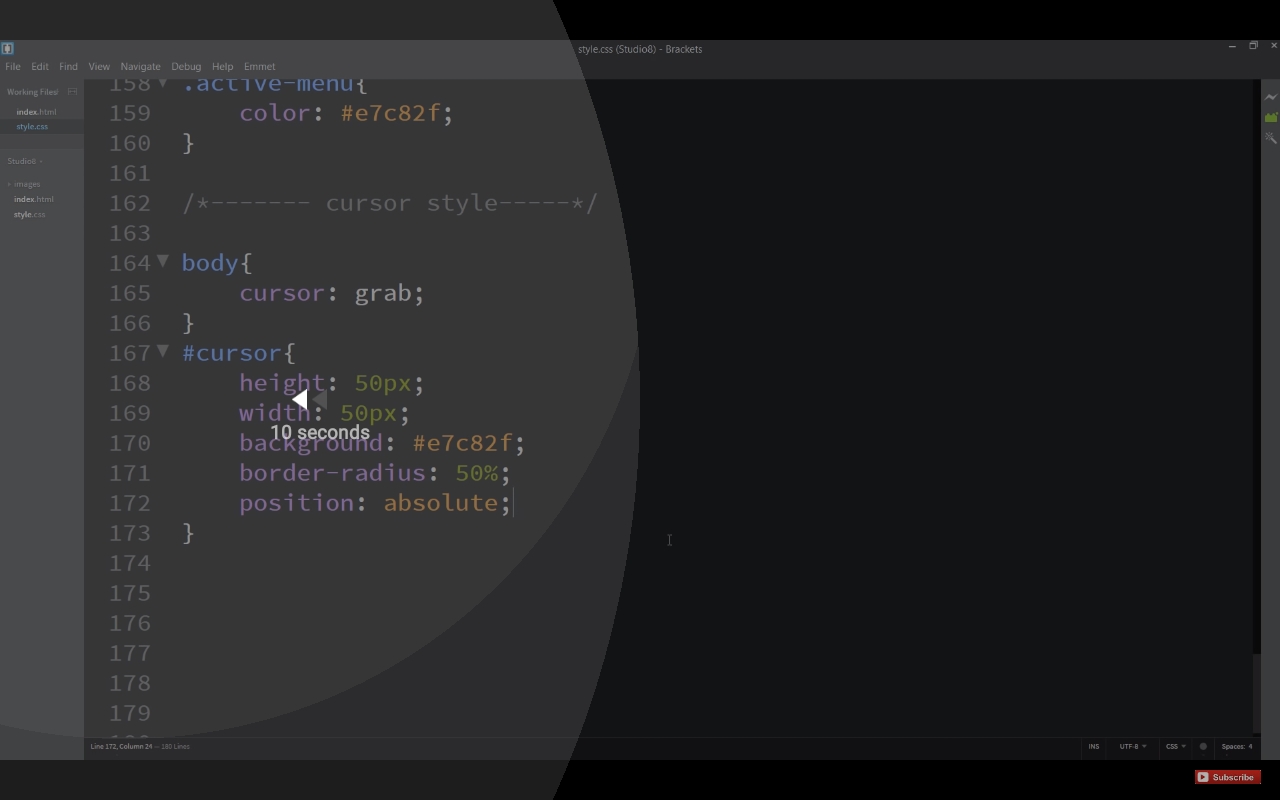 style.css (Studio8) - Brackets
File Edit Find View Navigate Debug Help Emmet
Working Files
index.html
style.css
Studio8
images
index.html
style.css
158 .active-menu{
159 color: #e7c82f;
160 }
161
162 /*------- cursor style-----*/
163
164 body{
165 cursor: grab;
166 }
167 #cursor{
168 height: 50px;
169 width: 50px;
10 seconds
170 background: #e7c82f;
171 border-radius: 50%;
172 position: absolute;
173 }
174
175
176
177
178
179
Line 172, Column 24 — 180 Lines
INS UTF-8 CSS Spaces: 4
Subscribe